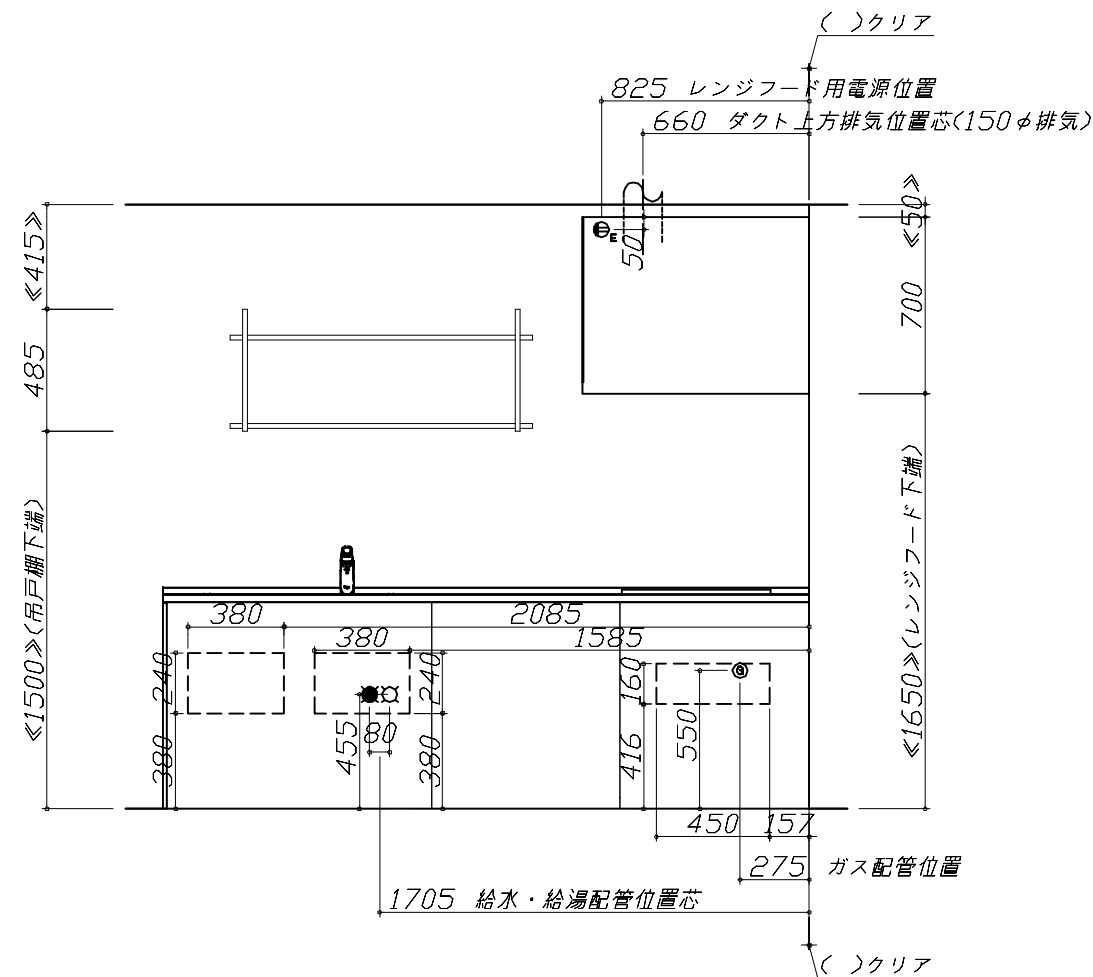 ( )クリア
825 レンジフード用電源位置
660 ダクト上方排気位置芯(150φ排気)
≪50≫
≪415≫
E
50
700
485
≪1500≫(吊戸棚下端)
≪1650≫(レンジフード下端)
380
2085
380
1585
240
240
160
455
80
550
380
380
416
450
157
275 ガス配管位置
1705 給水・給湯配管位置芯
( )クリア